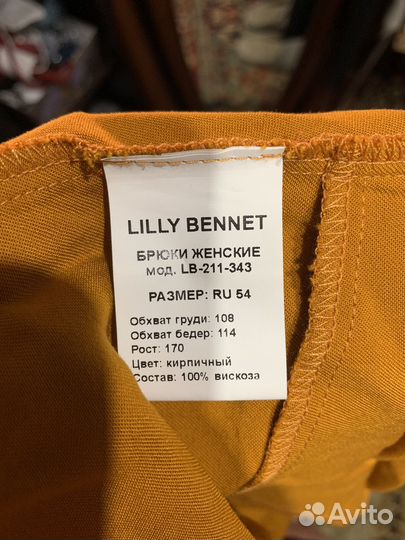 LILLY BENNET
БРЮКИ ЖЕНСКИЕ
мод. LB-211-343
РАЗМЕР: RU 54
Обхват груди: 108
Обхват бедер: 114
Рост: 170
Цвет: кирпичный
Состав: 100% вискоза
Avito